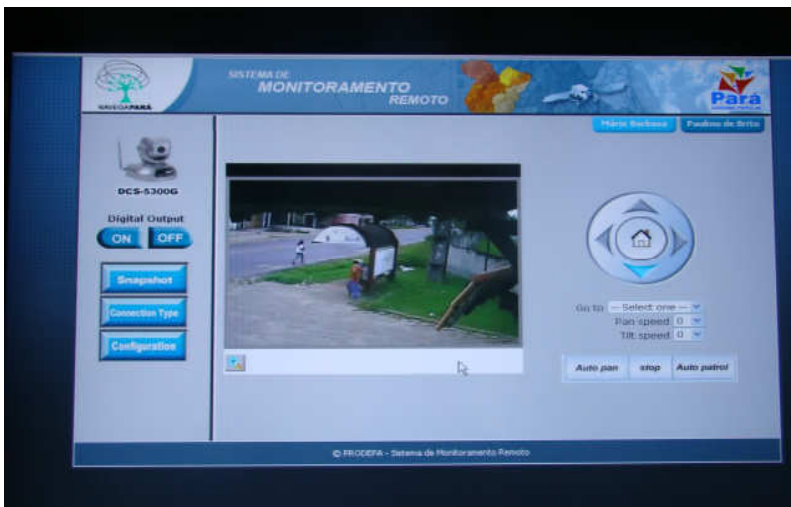 NAVEGAPARÁ
SISTEMA DE
MONITORAMENTO
REMOTO
Pará
Mário Barbosa
Paulino de Brito
DCS-5300G
Digital Output
ON OFF
Snapshot
Connection Type
Configuration
Go to -- Select one --
Pan speed 0
Tilt speed 0
Auto pan stop Auto patrol
© PRODEPA - Sistema de Monitoramento Remoto